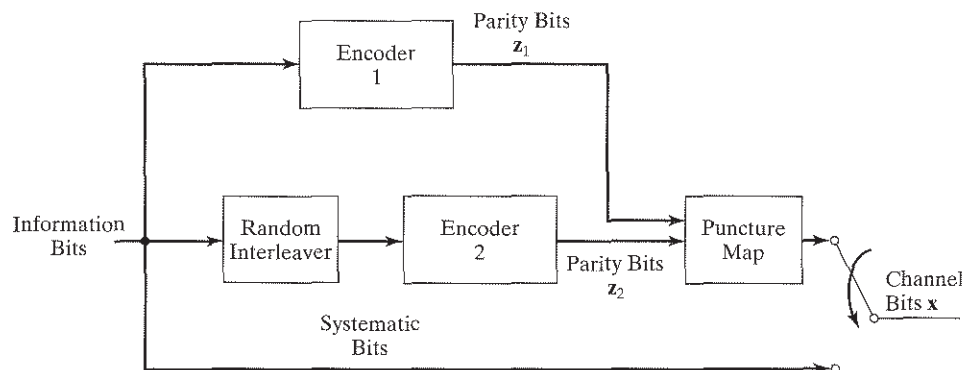 Parity Bits
z1
Encoder
1
Information
Bits
Random
Interleaver
Encoder
2
Parity Bits
z2
Puncture
Map
Channel
Bits x
Systematic
Bits